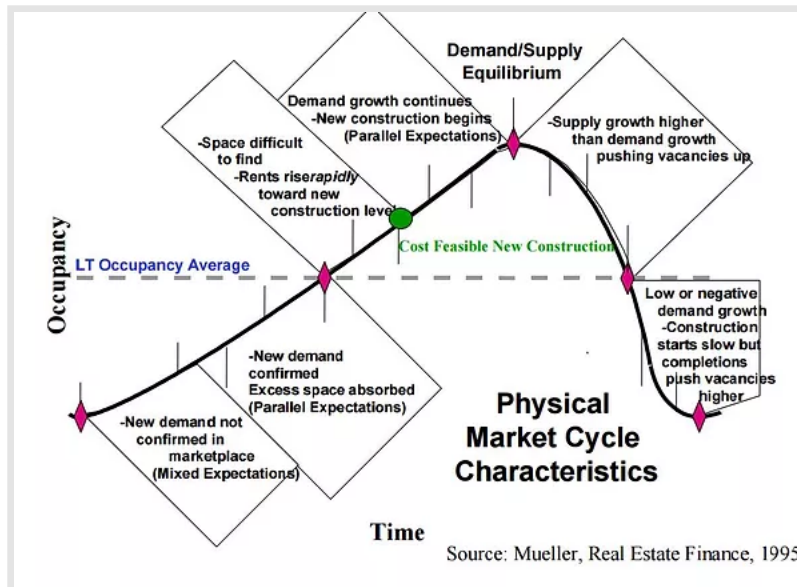 Demand/Supply
Equilibrium
Demand growth continues
-New construction begins
(Parallel Expectations)
-Supply growth higher
than demand growth
pushing vacancies up
-Space difficult
to find
-Rents rise rapidly
toward new
construction level
Cost Feasible New Construction
LT Occupancy Average
Occupancy
Low or negative
demand growth
-Construction
starts slow but
completions
push vacancies
higher
-New demand
confirmed
Excess space absorbed
(Parallel Expectations)
-New demand not
confirmed in
marketplace
(Mixed Expectations)
Physical
Market Cycle
Characteristics
Time
Source: Mueller, Real Estate Finance, 1995